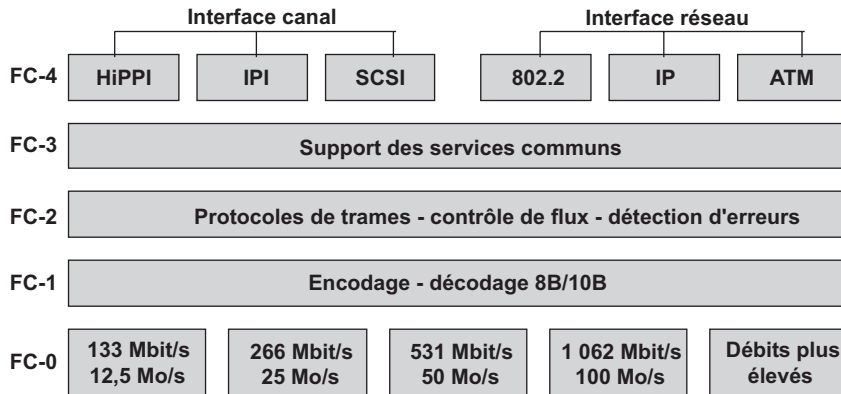 Interface canal Interface réseau
FC-4 HiPPI IPI SCSI 802.2 IP ATM
FC-3 Support des services communs
FC-2 Protocoles de trames - contrôle de flux - détection d'erreurs
FC-1 Encodage - décodage 8B/10B
FC-0
133 Mbit/s
12,5 Mo/s
266 Mbit/s
25 Mo/s
531 Mbit/s
50 Mo/s
1 062 Mbit/s
100 Mo/s
Débits plus
élevés